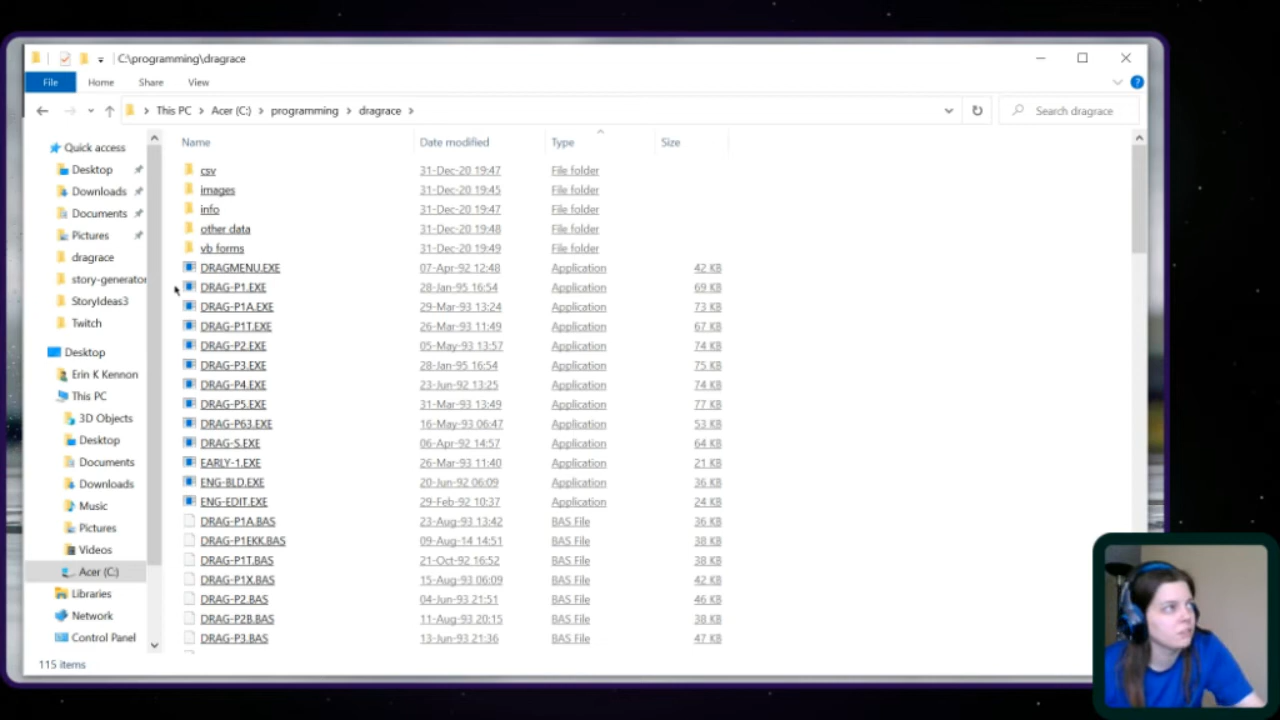 C:\programming\dragrace
File Home Share View
This PC Acer (C:) programming dragrace Search dragrace
Name Date modified Type Size
Quick access
Desktop
Downloads
Documents
Pictures
dragrace
story-generator
StoryIdeas3
Twitch
Desktop
Erin K Kennon
This PC
3D Objects
Desktop
Documents
Downloads
Music
Pictures
Videos
Acer (C:)
Libraries
Network
Control Panel
csv 31-Dec-20 19:47 File folder
images 31-Dec-20 19:45 File folder
info 31-Dec-20 19:47 File folder
other data 31-Dec-20 19:48 File folder
vb forms 31-Dec-20 19:49 File folder
DRAGMENU.EXE 07-Apr-92 12:48 Application 42 KB
DRAG-P1.EXE 28-Jan-95 16:54 Application 69 KB
DRAG-P1A.EXE 29-Mar-93 13:24 Application 73 KB
DRAG-P1T.EXE 26-Mar-93 11:49 Application 67 KB
DRAG-P2.EXE 05-May-93 13:57 Application 74 KB
DRAG-P3.EXE 28-Jan-95 16:54 Application 75 KB
DRAG-P4.EXE 23-Jun-92 13:25 Application 74 KB
DRAG-P5.EXE 31-Mar-93 13:49 Application 77 KB
DRAG-P63.EXE 16-May-93 06:47 Application 53 KB
DRAG-S.EXE 06-Apr-92 14:57 Application 64 KB
EARLY-1.EXE 26-Mar-93 11:40 Application 21 KB
ENG-BLD.EXE 20-Jun-92 06:09 Application 36 KB
ENG-EDIT.EXE 29-Feb-92 10:37 Application 24 KB
DRAG-P1A.BAS 23-Aug-93 13:42 BAS File 36 KB
DRAG-P1EKK.BAS 09-Aug-14 14:51 BAS File 38 KB
DRAG-P1T.BAS 21-Oct-92 16:52 BAS File 38 KB
DRAG-P1X.BAS 15-Aug-93 06:09 BAS File 42 KB
DRAG-P2.BAS 04-Jun-93 21:51 BAS File 46 KB
DRAG-P2B.BAS 11-Aug-93 20:15 BAS File 38 KB
DRAG-P3.BAS 13-Jun-93 21:36 BAS File 47 KB
115 items